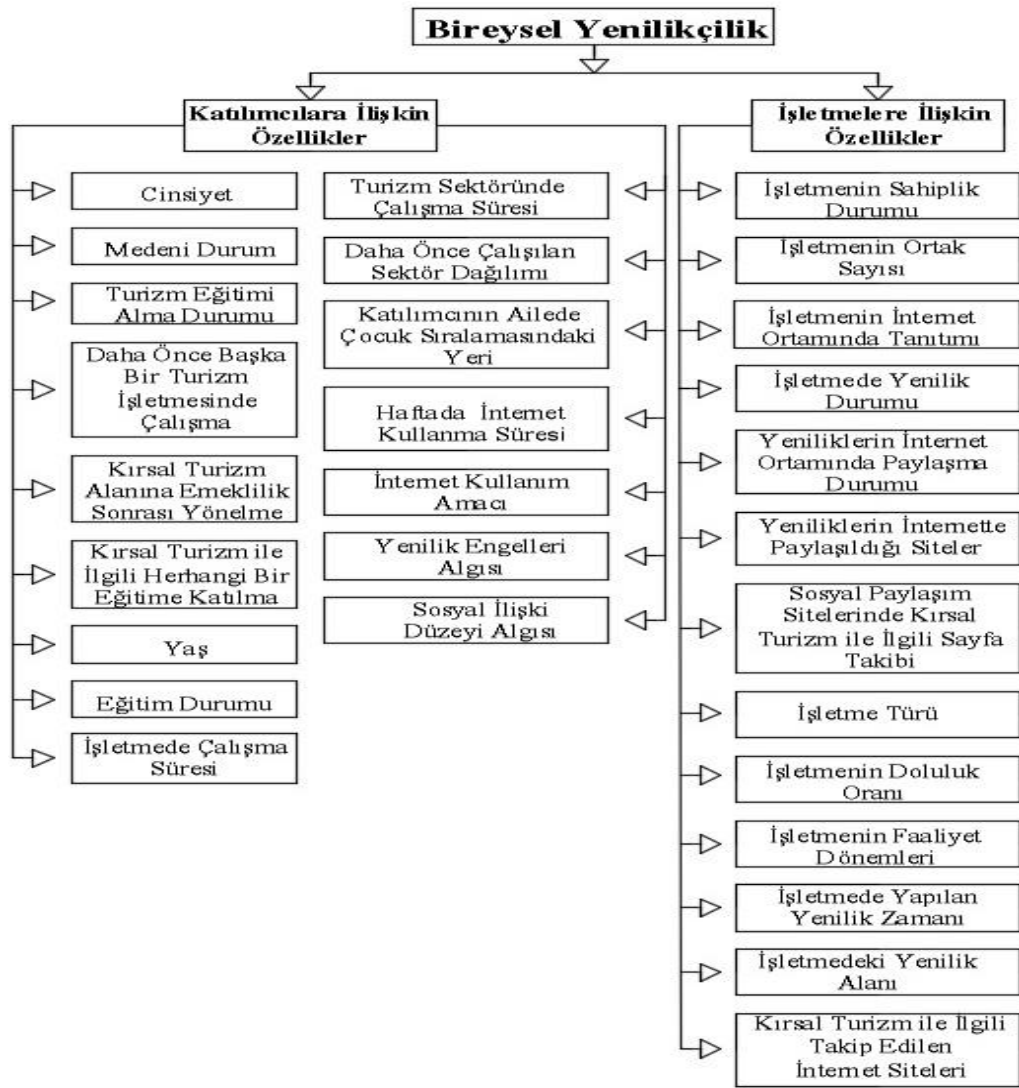 Bireysel Yenilikçilik
Katılımcılara İlişkin
Özellikler
Cinsiyet
Medeni Durum
Turizm Eğitimi
Alma Durumu
Daha Önce Başka
Bir Turizm
İşletmesinde
Çalışma
Kırsal Turizm
Alanına Emeklilik
Sonrası Yönelme
Kırsal Turizm ile
İlgili Herhangi Bir
Eğitime Katılma
Yaş
Eğitim Durumu
İşletmede Çalışma
Süresi
Turizm Sektöründe
Çalışma Süresi
Daha Önce Çalışılan
Sektör Dağılımı
Katılımcının Ailede
Çocuk Sıralamasındaki
Yeri
Haftada İnternet
Kullanma Süresi
İnternet Kullanım
Amacı
Yenilik Engelleri
Algısı
Sosyal İlişki
Düzeyi Algısı
İşletmelere İlişkin
Özellikler
İşletmenin Sahiplik
Durumu
İşletmenin Ortak
Sayısı
İşletmenin İnternet
Ortamında Tanıtımı
İşletmede Yenilik
Durumu
Yeniliklerin İnternet
Ortamında Paylaşma
Durumu
Yeniliklerin İnternette
Paylaşıldığı Siteler
Sosyal Paylaşım
Sitelerinde Kırsal
Turizm ile İlgili Sayfa
Takibi
İşletme Türü
İşletmenin Doluluk
Oranı
İşletmenin Faaliyet
Dönemleri
İşletmede Yapılan
Yenilik Zamanı
İşletmedeki Yenilik
Alanı
Kırsal Turizm ile İlgili
Takip Edilen
İnternet Siteleri